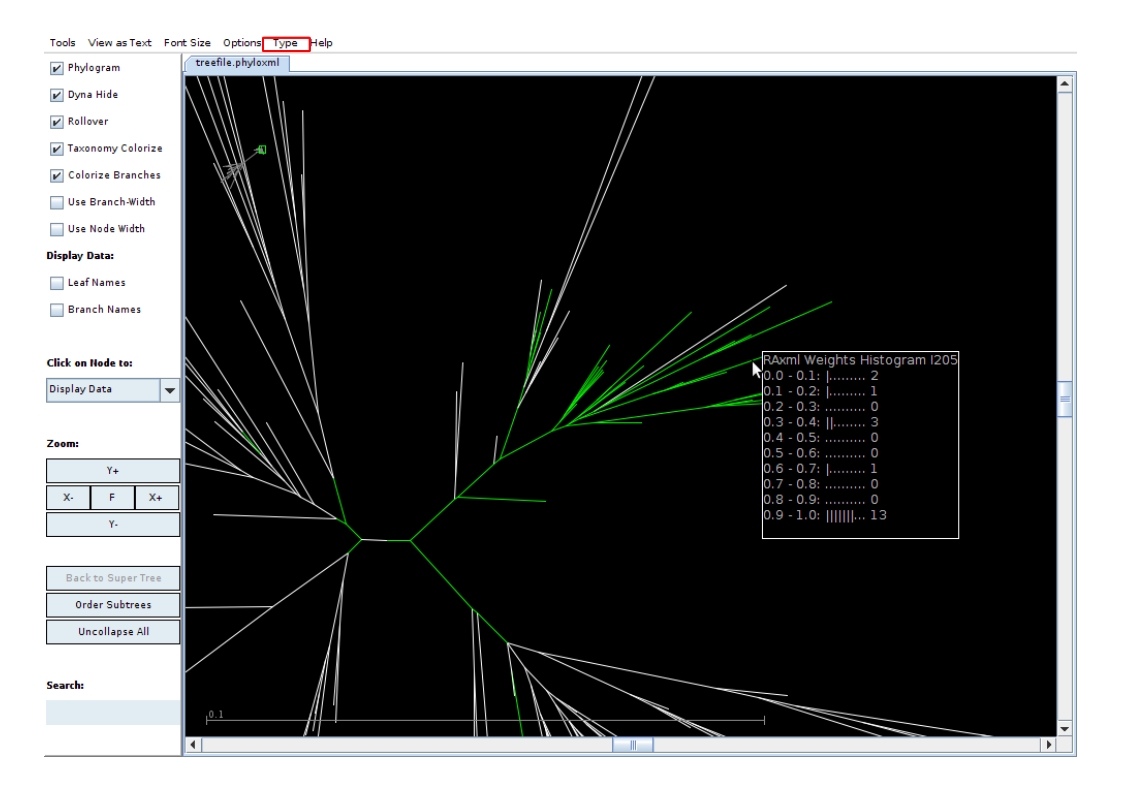 Tools View as Text Font Size Options Type Help
treefile.phyloxml
Phylogram
Dyna Hide
Rollover
Taxonomy Colorize
Colorize Branches
Use Branch-Width
Use Node Width
Display Data:
Leaf Names
Branch Names
Click on Node to:
Display Data
Zoom:
Y+
X- F X+
Y-
Back to Super Tree
Order Subtrees
Uncollapse All
Search:
RAxml Weights Histogram I205
0.0 - 0.1: |......... 2
0.1 - 0.2: |......... 1
0.2 - 0.3: .......... 0
0.3 - 0.4: ||........ 3
0.4 - 0.5: .......... 0
0.5 - 0.6: .......... 0
0.6 - 0.7: |......... 1
0.7 - 0.8: .......... 0
0.8 - 0.9: .......... 0
0.9 - 1.0: |||||||... 13
0.1